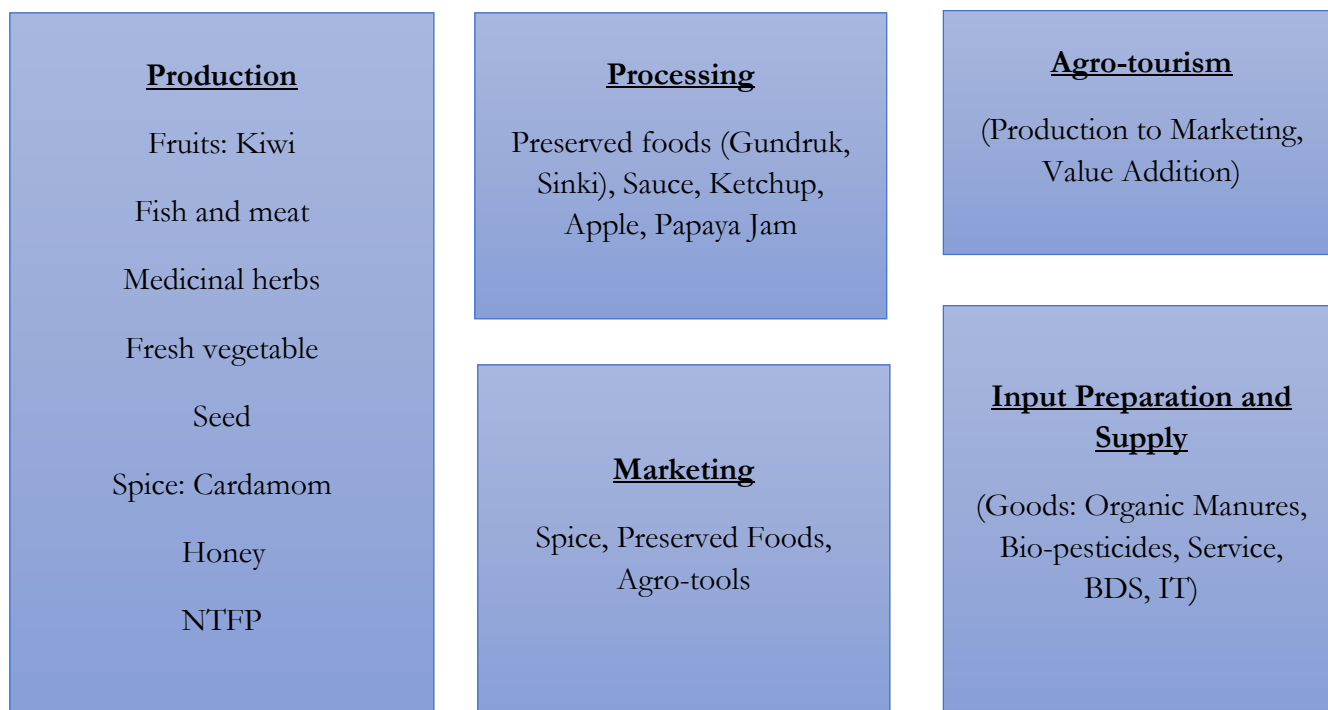 Production
Fruits: Kiwi
Fish and meat
Medicinal herbs
Fresh vegetable
Seed
Spice: Cardamom
Honey
NTFP
Processing
Preserved foods (Gundruk,
Sinki), Sauce, Ketchup,
Apple, Papaya Jam
Marketing
Spice, Preserved Foods,
Agro-tools
Agro-tourism
(Production to Marketing,
Value Addition)
Input Preparation and
Supply
(Goods: Organic Manures,
Bio-pesticides, Service,
BDS, IT)